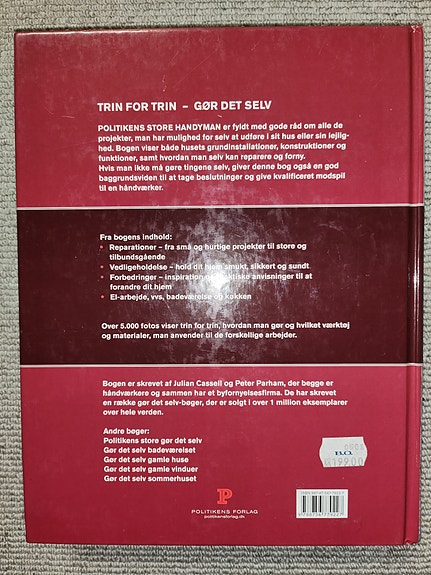 TRIN FOR TRIN – GØR DET SELV
POLITIKENS STORE HANDYMAN er fyldt med gode råd om alle de
projekter, man har mulighed for selv at udføre i sit hus eller sin lejlig-
hed. Bogen viser både husets grundinstallationer, konstruktioner og
funktioner, samt hvordan man selv kan reparere og forny.
Hvis man ikke må gøre tingene selv, giver denne bog også en god
baggrundsviden til at tage beslutninger og give kvalificeret modspil
til en håndværker.
Fra bogens indhold:
• Reparationer – fra små og hurtige projekter til store og
tilbundsgående
• Vedligeholdelse – hold dit hjem smukt, sikkert og sundt
• Forbedringer – inspiration og praktiske anvisninger til at
forandre dit hjem
• El-arbejde, vvs, badeværelse og køkken
Over 5.000 fotos viser trin for trin, hvordan man gør og hvilket værktøj
og materialer, man anvender til de forskellige arbejder.
Bogen er skrevet af Julian Cassell og Peter Parham, der begge er
håndværkere og sammen har et byfornyelsesfirma. De har skrevet
en række gør det selv-bøger, der er solgt i over 1 million eksemplarer
over hele verden.
Andre bøger:
Politikens store gør det selv
Gør det selv badeværelset
Gør det selv gamle huse
Gør det selv gamle vinduer
Gør det selv sommerhuset
P
POLITIKENS FORLAG
politikensforlag.dk
B.O.